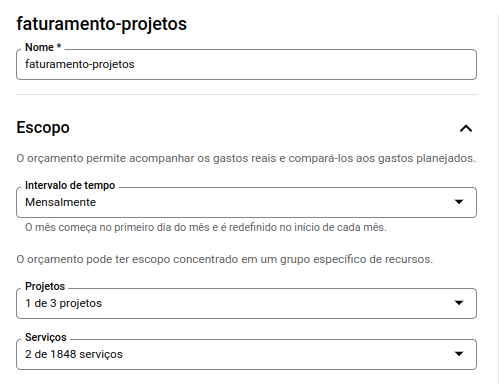 faturamento-projetos
Nome *
faturamento-projetos
Escopo
O orçamento permite acompanhar os gastos reais e compará-los aos gastos planejados.
Intervalo de tempo
Mensalmente
O mês começa no primeiro dia do mês e é redefinido no início de cada mês.
O orçamento pode ter escopo concentrado em um grupo específico de recursos.
Projetos
1 de 3 projetos
Serviços
2 de 1848 serviços